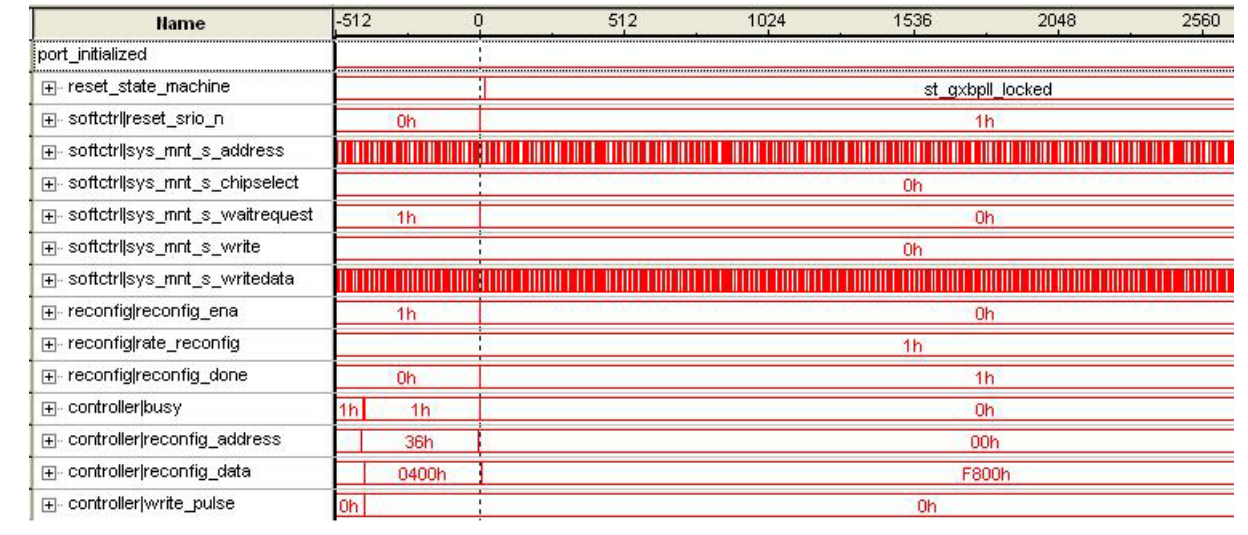 Name -512 0 512 1024 1536 2048 2560
port_initialized
reset_state_machine st_gxbpll_locked
softctrl|reset_srio_n 0h 1h
softctrl|sys_mnt_s_address
softctrl|sys_mnt_s_chipselect 0h
softctrl|sys_mnt_s_waitrequest 1h 0h
softctrl|sys_mnt_s_write 0h
softctrl|sys_mnt_s_writedata
reconfig|reconfig_ena 1h 0h
reconfig|rate_reconfig 1h
reconfig|reconfig_done 0h 1h
controller|busy 1h 1h 0h
controller|reconfig_address 36h 00h
controller|reconfig_data 0400h F800h
controller|write_pulse 0h 0h